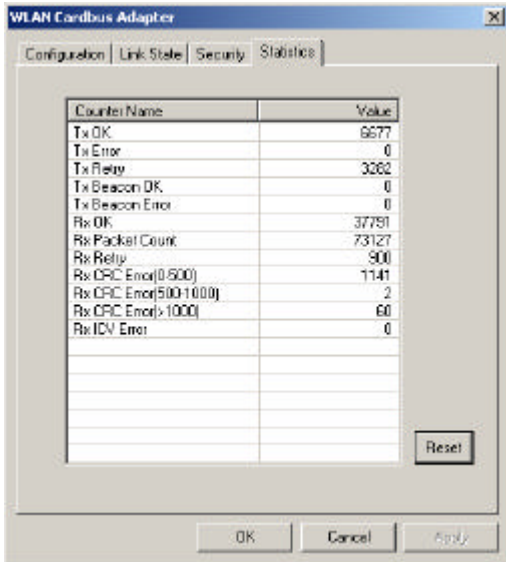 WLAN Cardbus Adapter
Configuration Link State Security Statistics
Counter Name Value
Tx OK 6677
Tx Error 0
Tx Retry 3282
Tx Beacon OK 0
Tx Beacon Error 0
Rx OK 37791
Rx Packet Count 73127
Rx Retry 900
Rx CRC Error(0-500) 1141
Rx CRC Error(500-1000) 2
Rx CRC Error(>1000) 60
Rx ICV Error 0
Reset
OK Cancel Apply